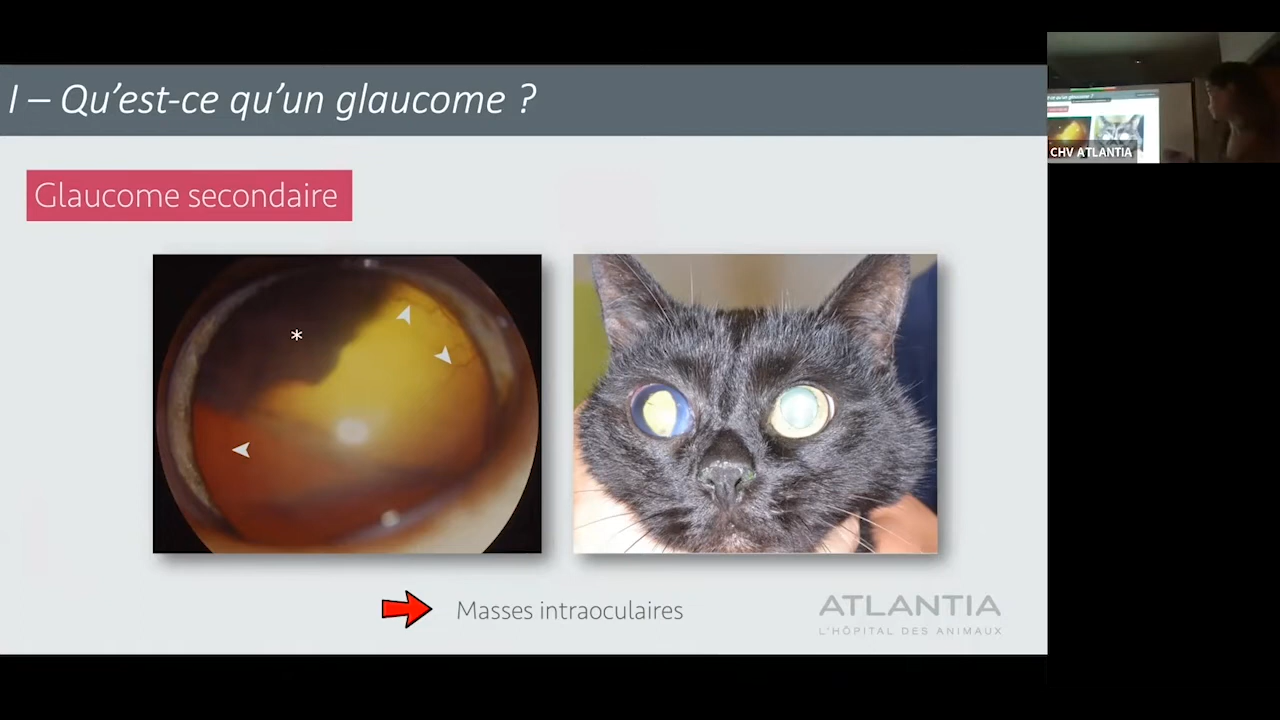 I – Qu’est-ce qu’un glaucome ?
Glaucome secondaire
*
Masses intraoculaires
ATLANTIA
L’HÔPITAL DES ANIMAUX
CHV ATLANTIA